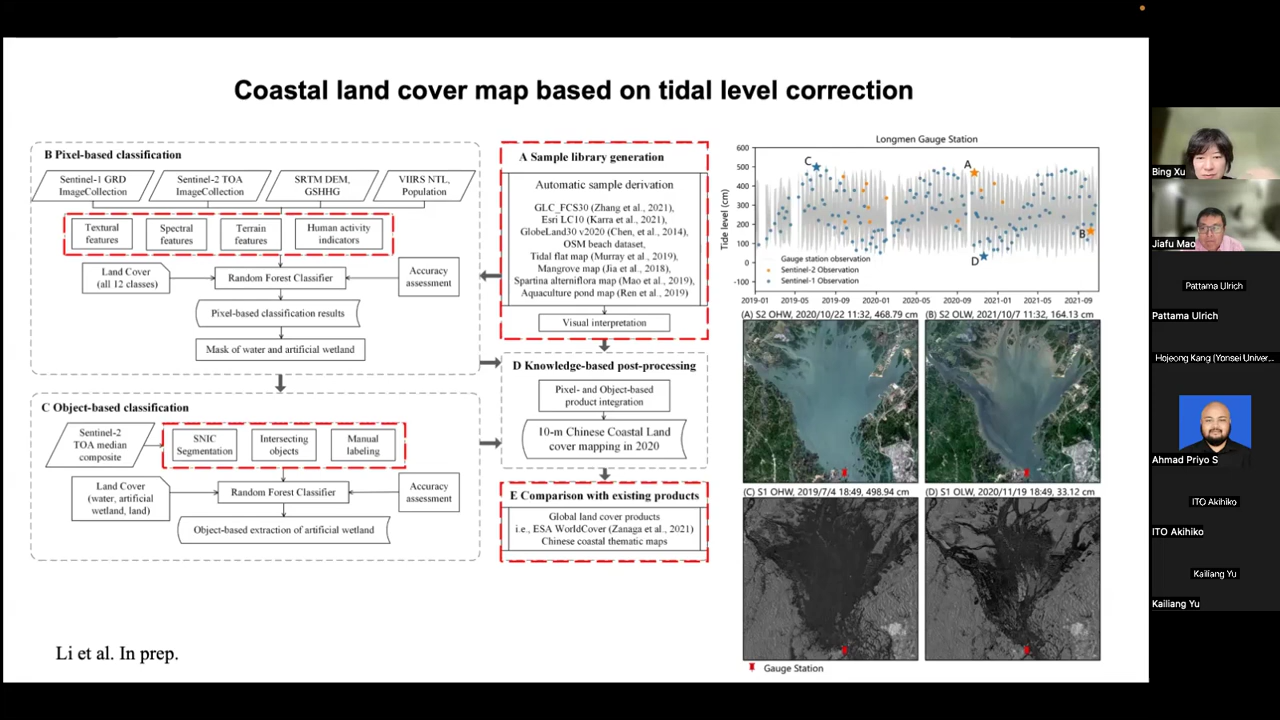 Coastal land cover map based on tidal level correction
B Pixel-based classification
Sentinel-1 GRD
ImageCollection
Sentinel-2 TOA
ImageCollection
SRTM DEM,
GSHHG
VIIRS NTL,
Population
Textural
features
Spectral
features
Terrain
features
Human activity
indicators
Land Cover
(all 12 classes)
Random Forest Classifier
Accuracy
assessment
Pixel-based classification results
Mask of water and artificial wetland
C Object-based classification
Sentinel-2
TOA median
composite
SNIC
Segmentation
Intersecting
objects
Manual
labeling
Land Cover
(water, artificial
wetland, land)
Random Forest Classifier
Accuracy
assessment
Object-based extraction of artificial wetland
A Sample library generation
Automatic sample derivation
GLC_FCS30 (Zhang et al., 2021),
Esri LC10 (Karra et al., 2021),
GlobeLand30 v2020 (Chen, et al., 2014),
OSM beach dataset,
Tidal flat map (Murray et al., 2019),
Mangrove map (Jia et al., 2018),
Spartina alterniflora map (Mao et al., 2019),
Aquaculture pond map (Ren et al., 2019)
Visual interpretation
D Knowledge-based post-processing
Pixel- and Object-based
product integration
10-m Chinese Coastal Land
cover mapping in 2020
E Comparison with existing products
Global land cover products
i.e., ESA WorldCover (Zanaga et al., 2021)
Chinese coastal thematic maps
Longmen Gauge Station
Tide level (cm)
600
500
400
300
200
100
0
-100
C
A
B
D
Gauge station observation
Sentinel-2 Observation
Sentinel-1 Observation
2019-01 2019-05 2019-09 2020-01 2020-05 2020-09 2021-01 2021-05 2021-09
(A) S2 OHW, 2020/10/22 11:32, 468.79 cm
(B) S2 OLW, 2021/10/7 11:32, 164.13 cm
(C) S1 OHW, 2019/7/4 18:49, 498.94 cm
(D) S1 OLW, 2020/11/19 18:49, 33.12 cm
Gauge Station
Li et al. In prep.
Bing Xu
Jiafu Mao
Pattama Ulrich
Pattama Ulrich
Hojeong Kang (Yonsei Univer...
Ahmad Priyo S
ITO Akihiko
ITO Akihiko
Kailiang Yu
Kailiang Yu